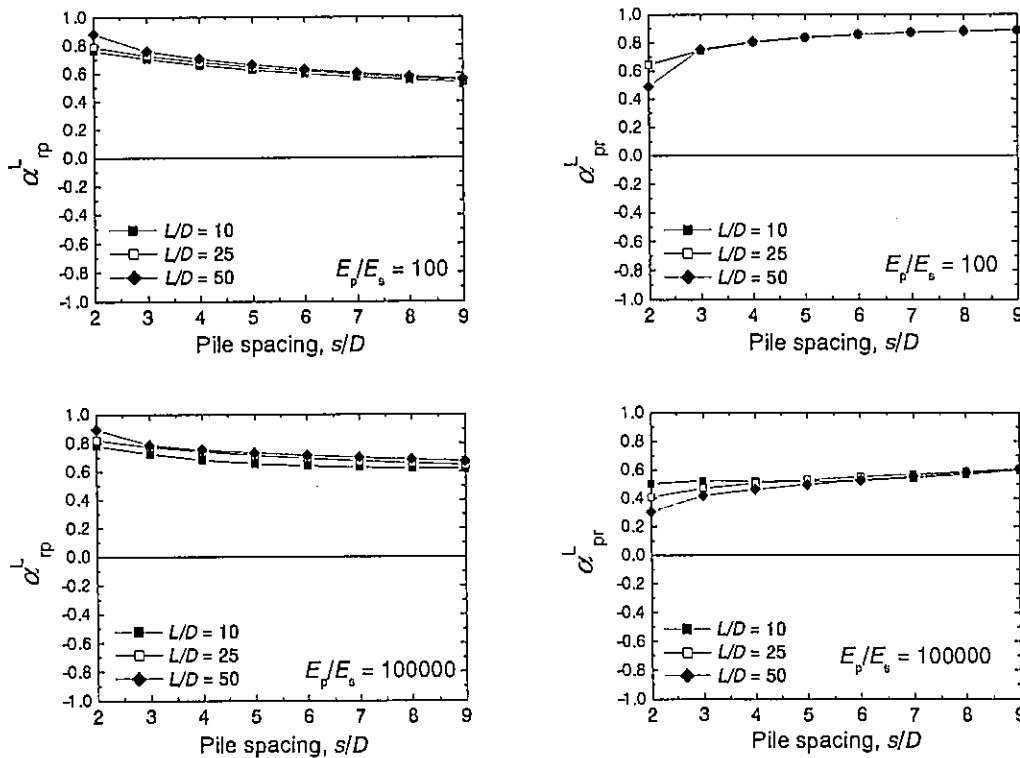 1.0
0.8
0.6
0.4
0.2
0.0
-0.2
-0.4
-0.6
-0.8
-1.0
α^L_rp
L/D = 10
L/D = 25
L/D = 50
E_p/E_s = 100
2 3 4 5 6 7 8 9
Pile spacing, s/D
1.0
0.8
0.6
0.4
0.2
0.0
-0.2
-0.4
-0.6
-0.8
-1.0
α^L_pr
L/D = 10
L/D = 25
L/D = 50
E_p/E_s = 100
2 3 4 5 6 7 8 9
Pile spacing, s/D
1.0
0.8
0.6
0.4
0.2
0.0
-0.2
-0.4
-0.6
-0.8
-1.0
α^L_rp
L/D = 10
L/D = 25
L/D = 50
E_p/E_s = 100000
2 3 4 5 6 7 8 9
Pile spacing, s/D
1.0
0.8
0.6
0.4
0.2
0.0
-0.2
-0.4
-0.6
-0.8
-1.0
α^L_pr
L/D = 10
L/D = 25
L/D = 50
E_p/E_s = 100000
2 3 4 5 6 7 8 9
Pile spacing, s/D